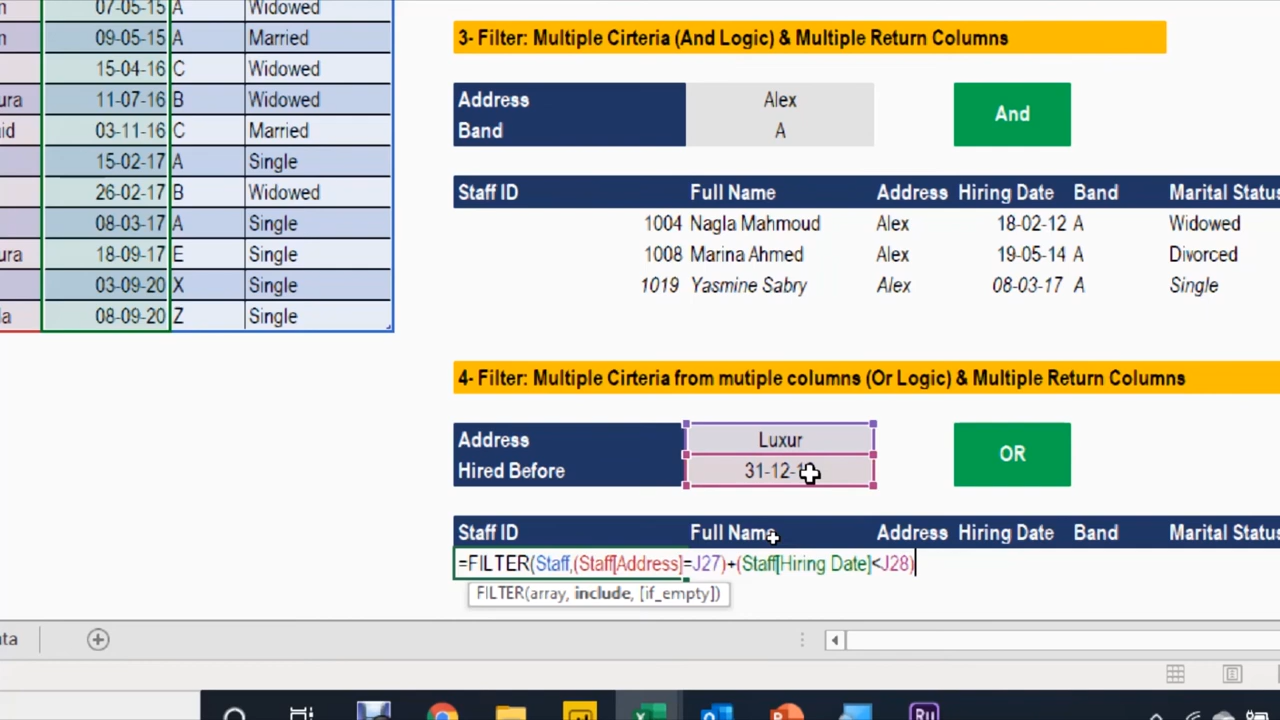 07-05-15 A Widowed
09-05-15 A Married
15-04-16 C Widowed
ura 11-07-16 B Widowed
id 03-11-16 C Married
15-02-17 A Single
26-02-17 B Widowed
08-03-17 A Single
ura 18-09-17 E Single
03-09-20 X Single
la 08-09-20 Z Single
3- Filter: Multiple Cirteria (And Logic) & Multiple Return Columns
Address Alex
Band A
And
Staff ID Full Name Address Hiring Date Band Marital Status
1004 Nagla Mahmoud Alex 18-02-12 A Widowed
1008 Marina Ahmed Alex 19-05-14 A Divorced
1019 Yasmine Sabry Alex 08-03-17 A Single
4- Filter: Multiple Cirteria from mutiple columns (Or Logic) & Multiple Return Columns
Address Luxur
Hired Before 31-12-
OR
Staff ID Full Name Address Hiring Date Band Marital Status
=FILTER(Staff,(Staff[Address]=J27)+(Staff[Hiring Date]<J28)
FILTER(array, include, [if_empty])
ta
Ru